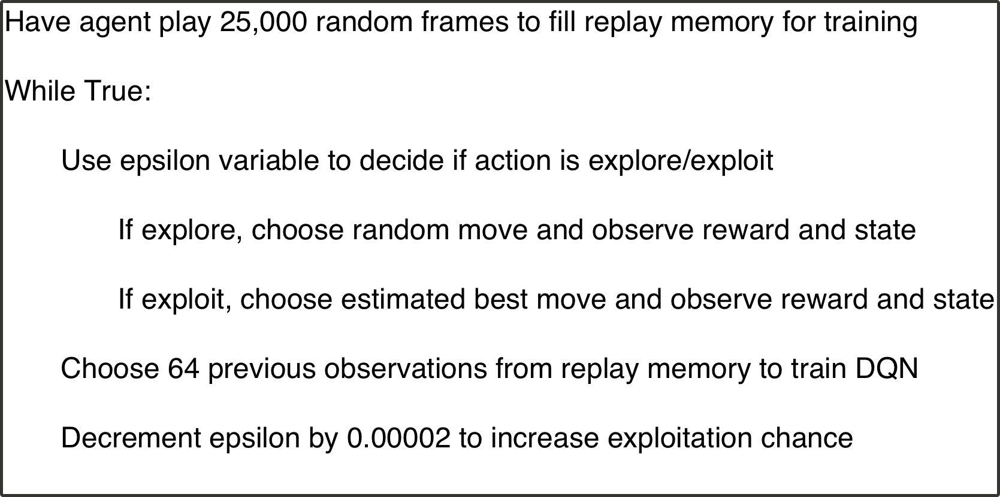 Have agent play 25,000 random frames to fill replay memory for training
While True:
Use epsilon variable to decide if action is explore/exploit
If explore, choose random move and observe reward and state
If exploit, choose estimated best move and observe reward and state
Choose 64 previous observations from replay memory to train DQN
Decrement epsilon by 0.00002 to increase exploitation chance